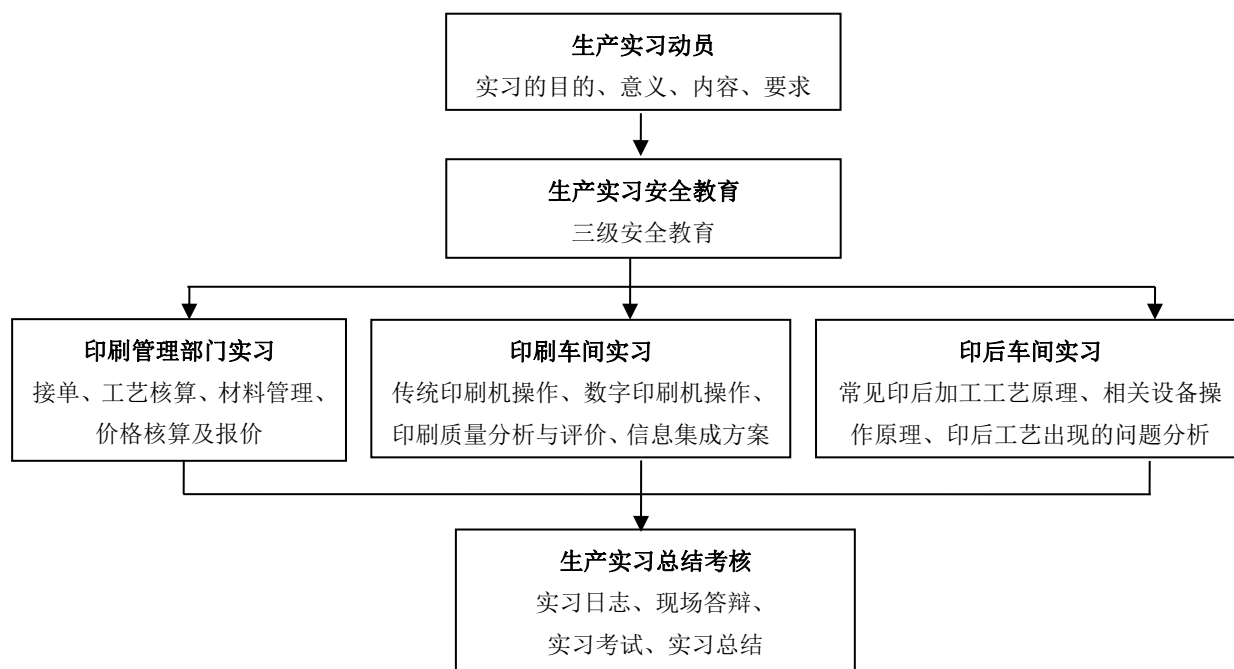 生产实习动员
实习的目的、意义、内容、要求
生产实习安全教育
三级安全教育
印刷管理部门实习
接单、工艺核算、材料管理、
价格核算及报价
印刷车间实习
传统印刷机操作、数字印刷机操作、
印刷质量分析与评价、信息集成方案
印后车间实习
常见印后加工工艺原理、相关设备操
作原理、印后工艺出现的问题分析
生产实习总结考核
实习日志、现场答辩、
实习考试、实习总结